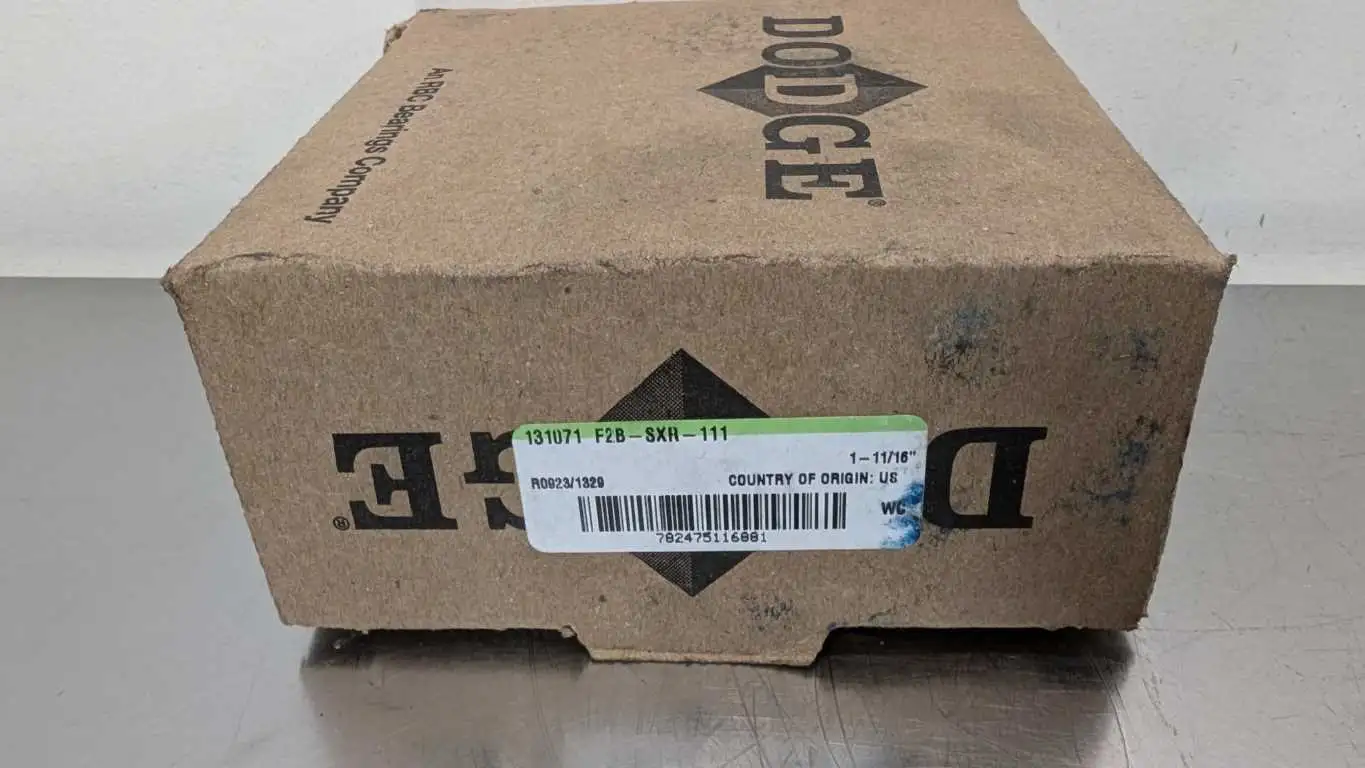 DODGE®
An RBC Bearings Company
131071 F2B-SXR-111
1-11/16"
R0923/1329
COUNTRY OF ORIGIN: US
WC
782475116881
D
GE®